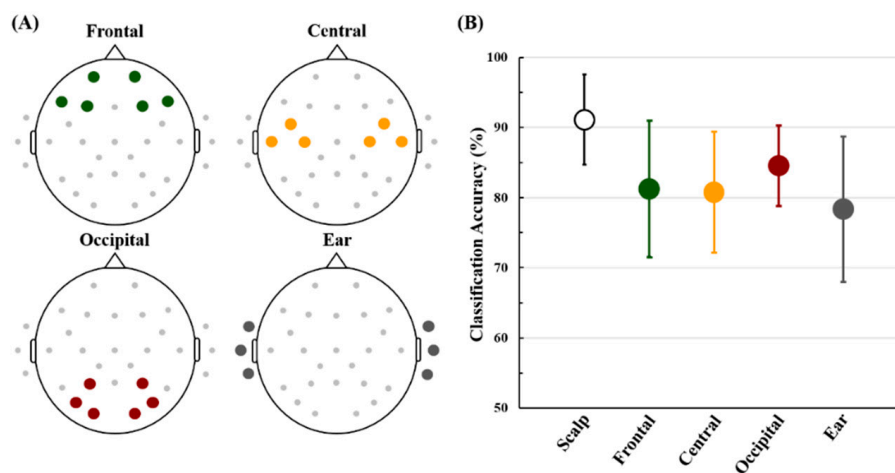 (A)
Frontal
Central
Occipital
Ear
(B)
Classification Accuracy (%)
100
90
80
70
60
50
Scalp
Frontal
Central
Occipital
Ear